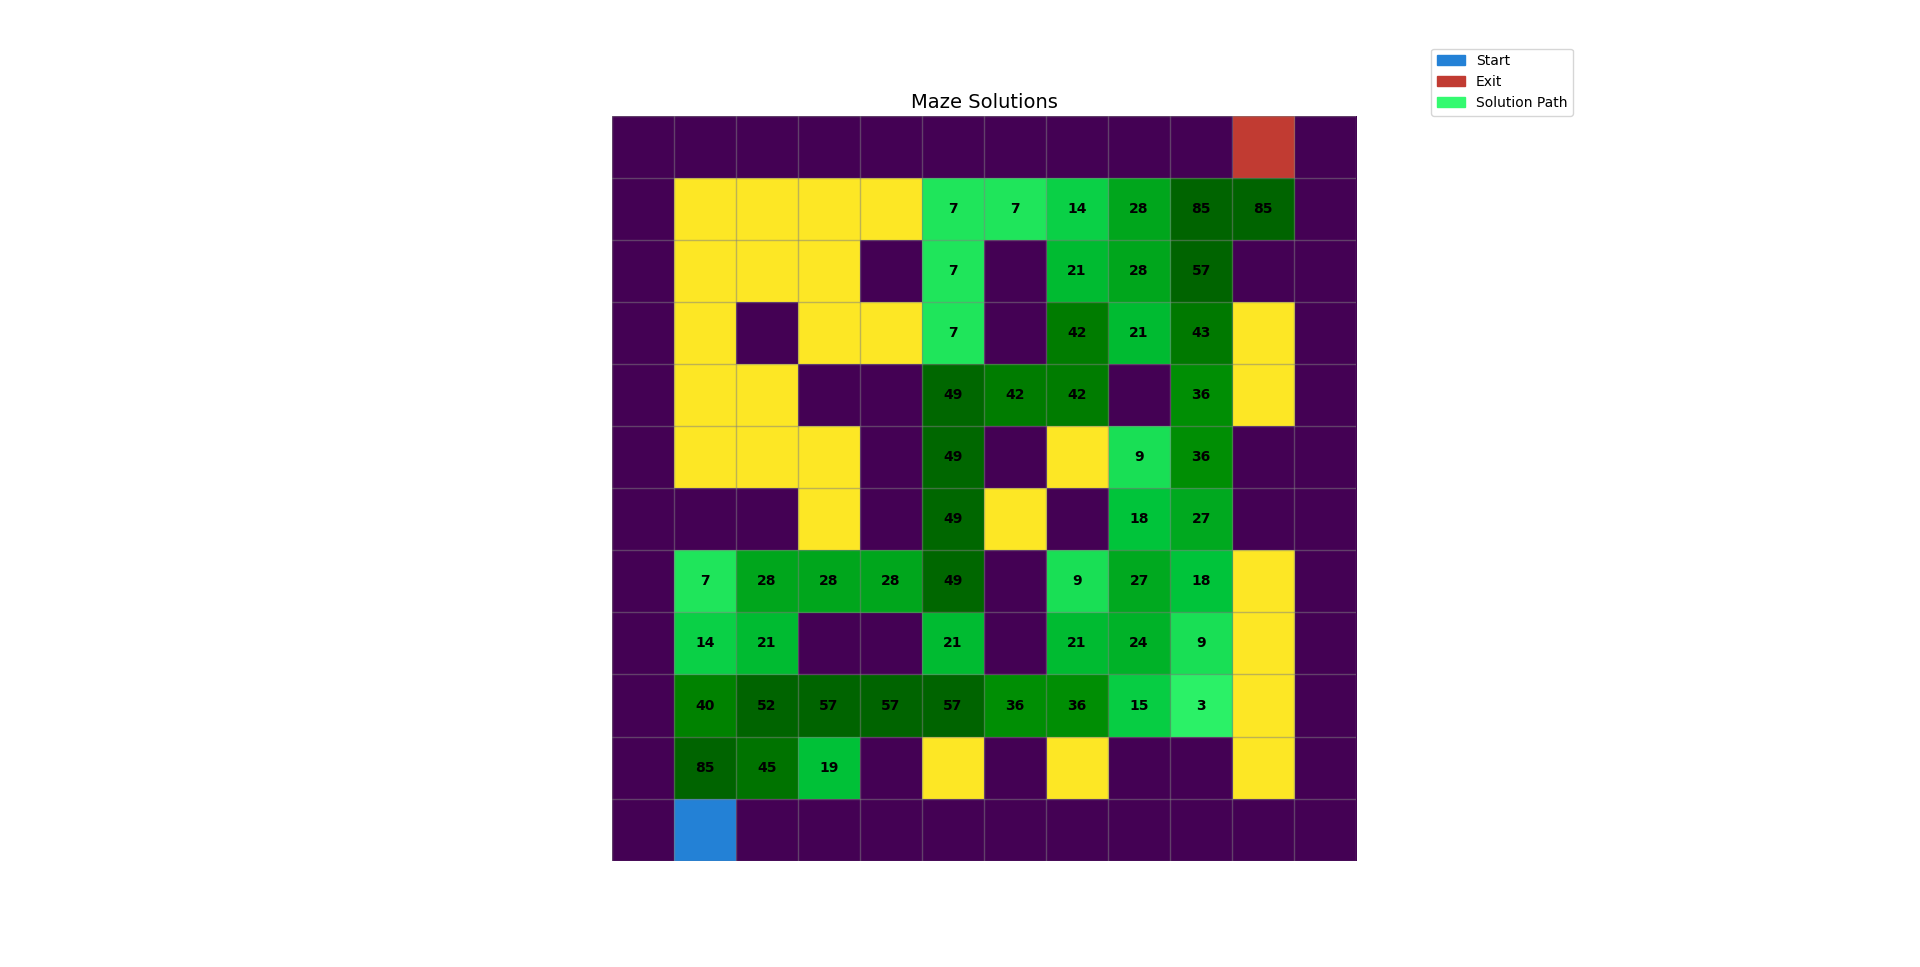 Start
Exit
Solution Path
Maze Solutions
7 7 14 28 85 85
7 21 28 57
7 42 21 43
49 42 42 36
49 9 36
49 18 27
7 28 28 28 49 9 27 18
14 21 21 21 24 9
40 52 57 57 57 36 36 15 3
85 45 19